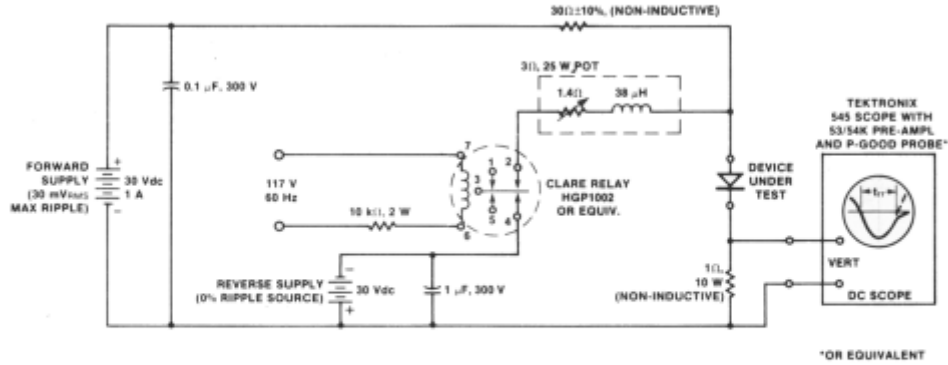 30Ω±10%, (NON-INDUCTIVE)
3Ω, 25 W POT
0.1 μF, 300 V
1.4Ω
38 μH
TEKTRONIX
545 SCOPE WITH
53/54K PRE-AMPL
AND P-GOOD PROBE*
FORWARD
SUPPLY
(30 mVRMS
MAX RIPPLE)
+
30 Vdc
1 A
-
117 V
60 Hz
10 kΩ, 2 W
7
1
2
3
5
4
6
CLARE RELAY
HGP1002
OR EQUIV.
DEVICE
UNDER
TEST
trr
VERT
DC SCOPE
REVERSE SUPPLY
(0% RIPPLE SOURCE)
-
30 Vdc
+
1 μF, 300 V
1Ω,
10 W
(NON-INDUCTIVE)
*OR EQUIVALENT